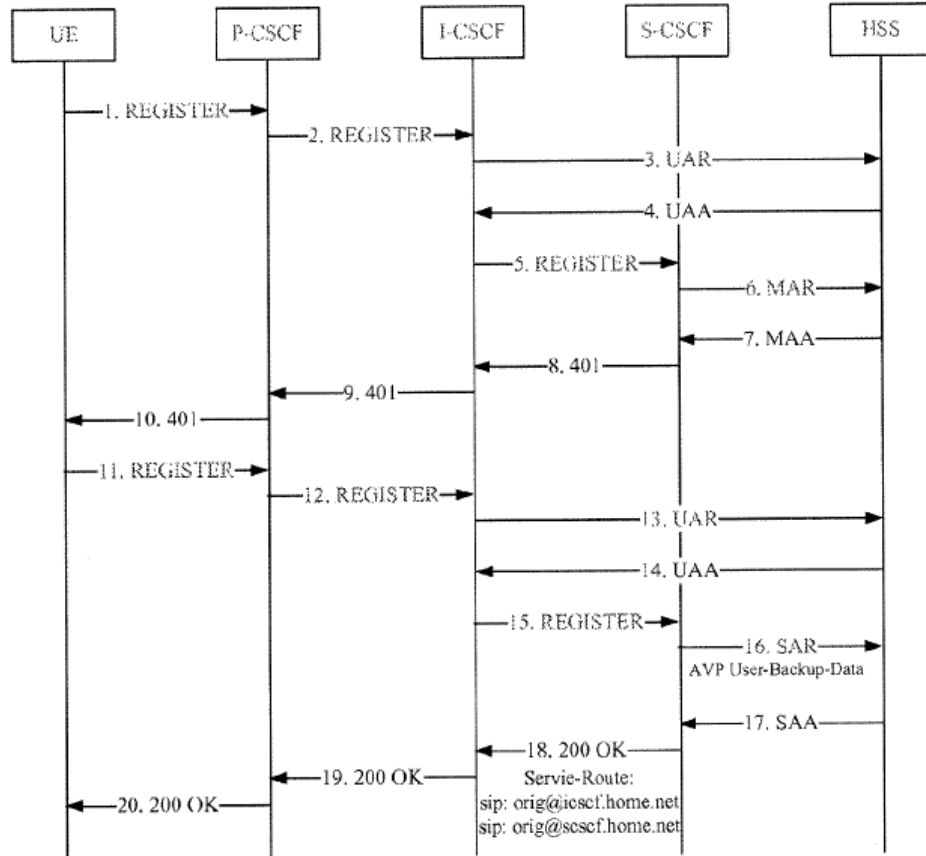 UE
P-CSCF
I-CSCF
S-CSCF
HSS
1. REGISTER
2. REGISTER
3. UAR
4. UAA
5. REGISTER
6. MAR
7. MAA
8. 401
9. 401
10. 401
11. REGISTER
12. REGISTER
13. UAR
14. UAA
15. REGISTER
16. SAR
AVP User-Backup-Data
17. SAA
18. 200 OK
19. 200 OK
Servie-Route:
sip: orig@icscf.home.net
20. 200 OK
sip: orig@scscf.home.net